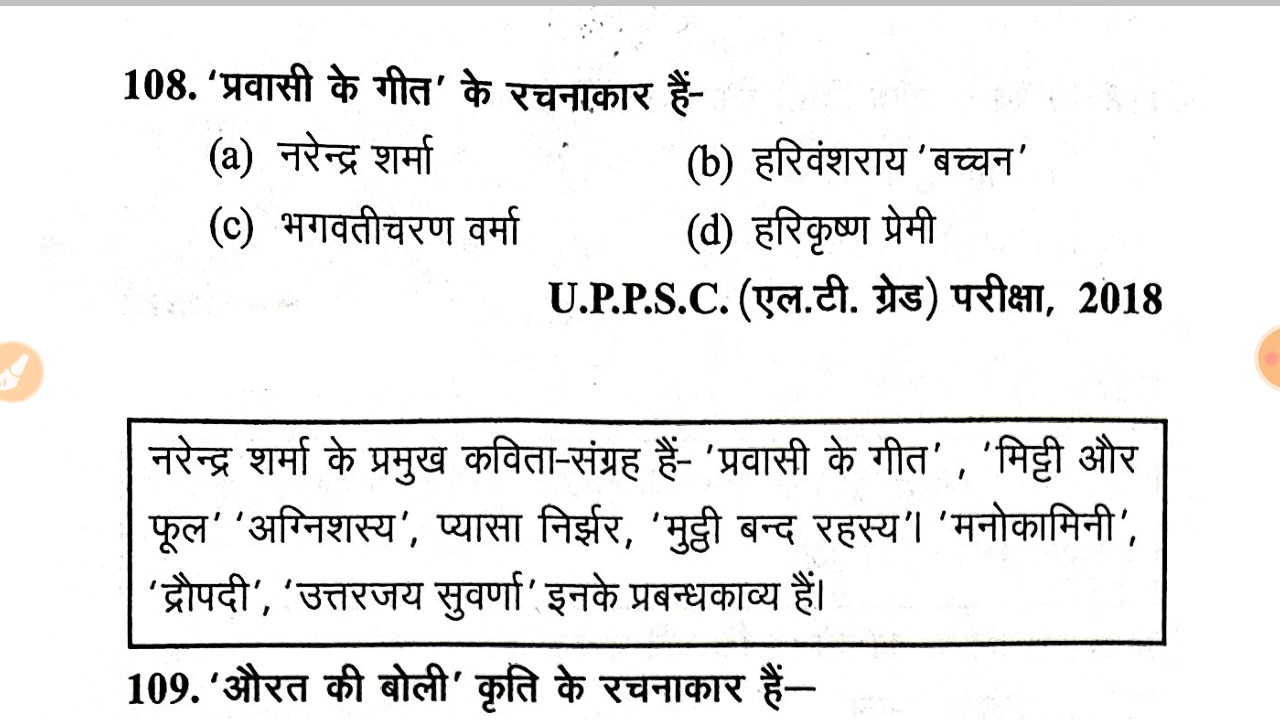 108. ‘प्रवासी के गीत’ के रचनाकार हैं-
(a) नरेन्द्र शर्मा (b) हरिवंशराय ‘बच्चन’
(c) भगवतीचरण वर्मा (d) हरिकृष्ण प्रेमी
U.P.P.S.C. (एल.टी. ग्रेड) परीक्षा, 2018
नरेन्द्र शर्मा के प्रमुख कविता-संग्रह हैं- ‘प्रवासी के गीत’, ‘मिट्टी और
फूल’ ‘अग्निशस्य’, प्यासा निर्झर, ‘मुट्ठी बन्द रहस्य’। ‘मनोकामिनी’,
‘द्रौपदी’, ‘उत्तरजय सुवर्णा’ इनके प्रबन्धकाव्य हैं।
109. ‘औरत की बोली’ कृति के रचनाकार हैं—